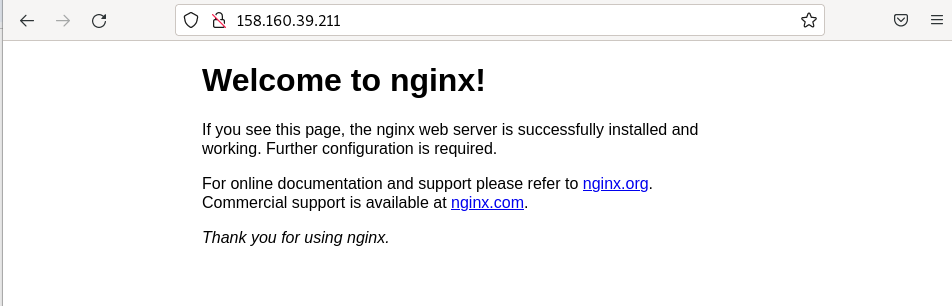 158.160.39.211
Welcome to nginx!
If you see this page, the nginx web server is successfully installed and
working. Further configuration is required.
For online documentation and support please refer to nginx.org.
Commercial support is available at nginx.com.
Thank you for using nginx.